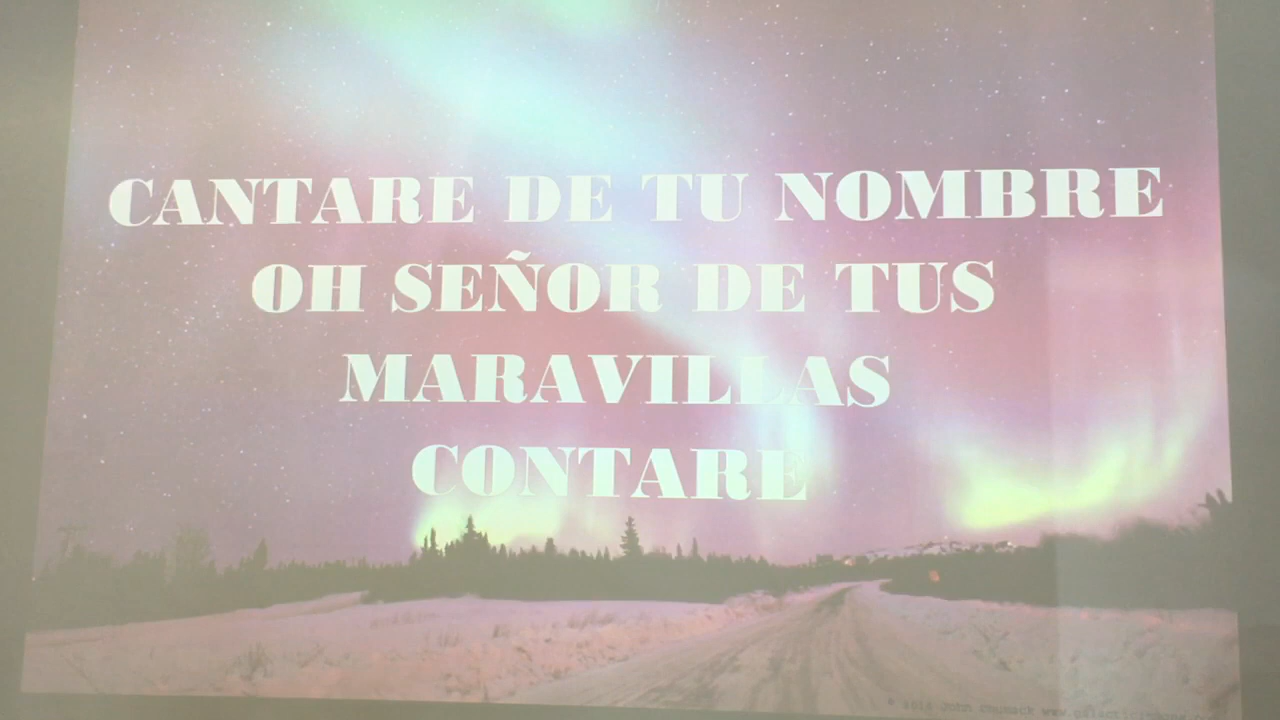 CANTARE DE TU NOMBRE
OH SEÑOR DE TUS
MARAVILLAS
CONTARE